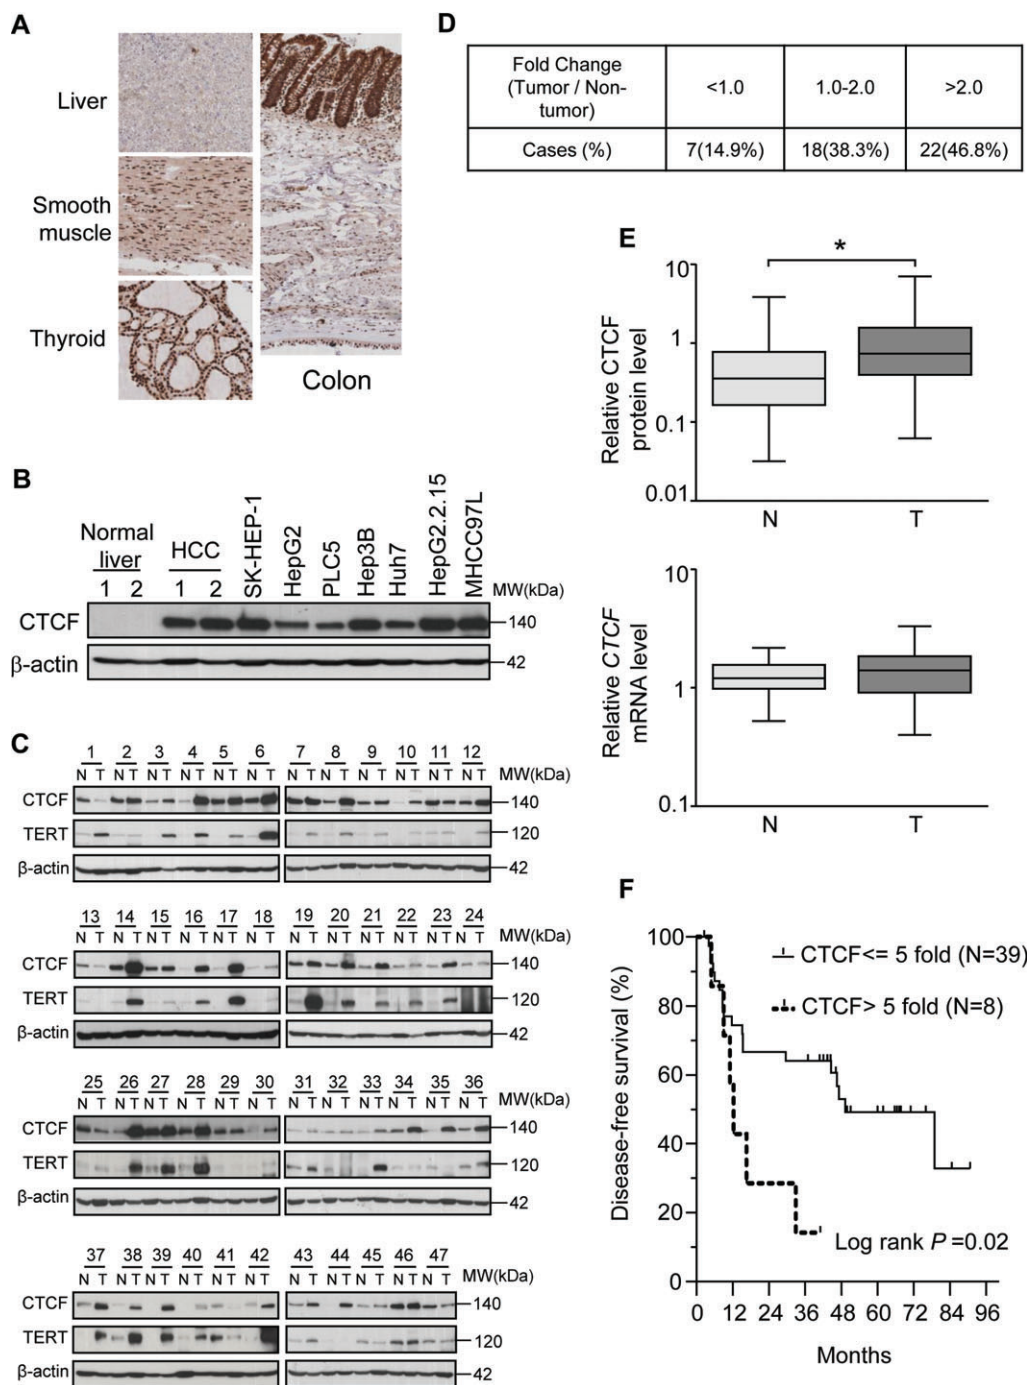 A
Liver
Smooth
muscle
Thyroid
Colon
B
Normal
liver
HCC
SK-HEP-1
HepG2
PLC5
Hep3B
Huh7
HepG2.2.15
MHCC97L
1 2 1 2 MW(kDa)
CTCF 140
β-actin 42
C
1 2 3 4 5 6 7 8 9 10 11 12
N T N T N T N T N T N T MW(kDa) N T N T N T N T N T N T MW(kDa)
CTCF 140
TERT 120
β-actin 42
13 14 15 16 17 18 19 20 21 22 23 24
N T N T N T N T N T N T N T N T N T N T N T N T MW(kDa)
CTCF 140
TERT 120
β-actin 42
25 26 27 28 29 30 31 32 33 34 35 36
N T N T N T N T N T N T N T N T N T N T N T N T MW(kDa)
CTCF 140
TERT 120
β-actin 42
37 38 39 40 41 42 43 44 45 46 47
N T N T N T N T N T N T N T N T N T N T N T MW(kDa)
CTCF 140
TERT 120
β-actin 42
D
Fold Change
(Tumor / Non-
tumor)
<1.0 1.0-2.0 >2.0
Cases (%) 7(14.9%) 18(38.3%) 22(46.8%)
E
*
Relative CTCF
protein level
10
1
0.1
0.01
N T
Relative CTCF
mRNA level
10
1
0.1
N T
F
Disease-free survival (%)
100
80
60
40
20
0
CTCF<= 5 fold (N=39)
CTCF> 5 fold (N=8)
Log rank P =0.02
0 12 24 36 48 60 72 84 96
Months